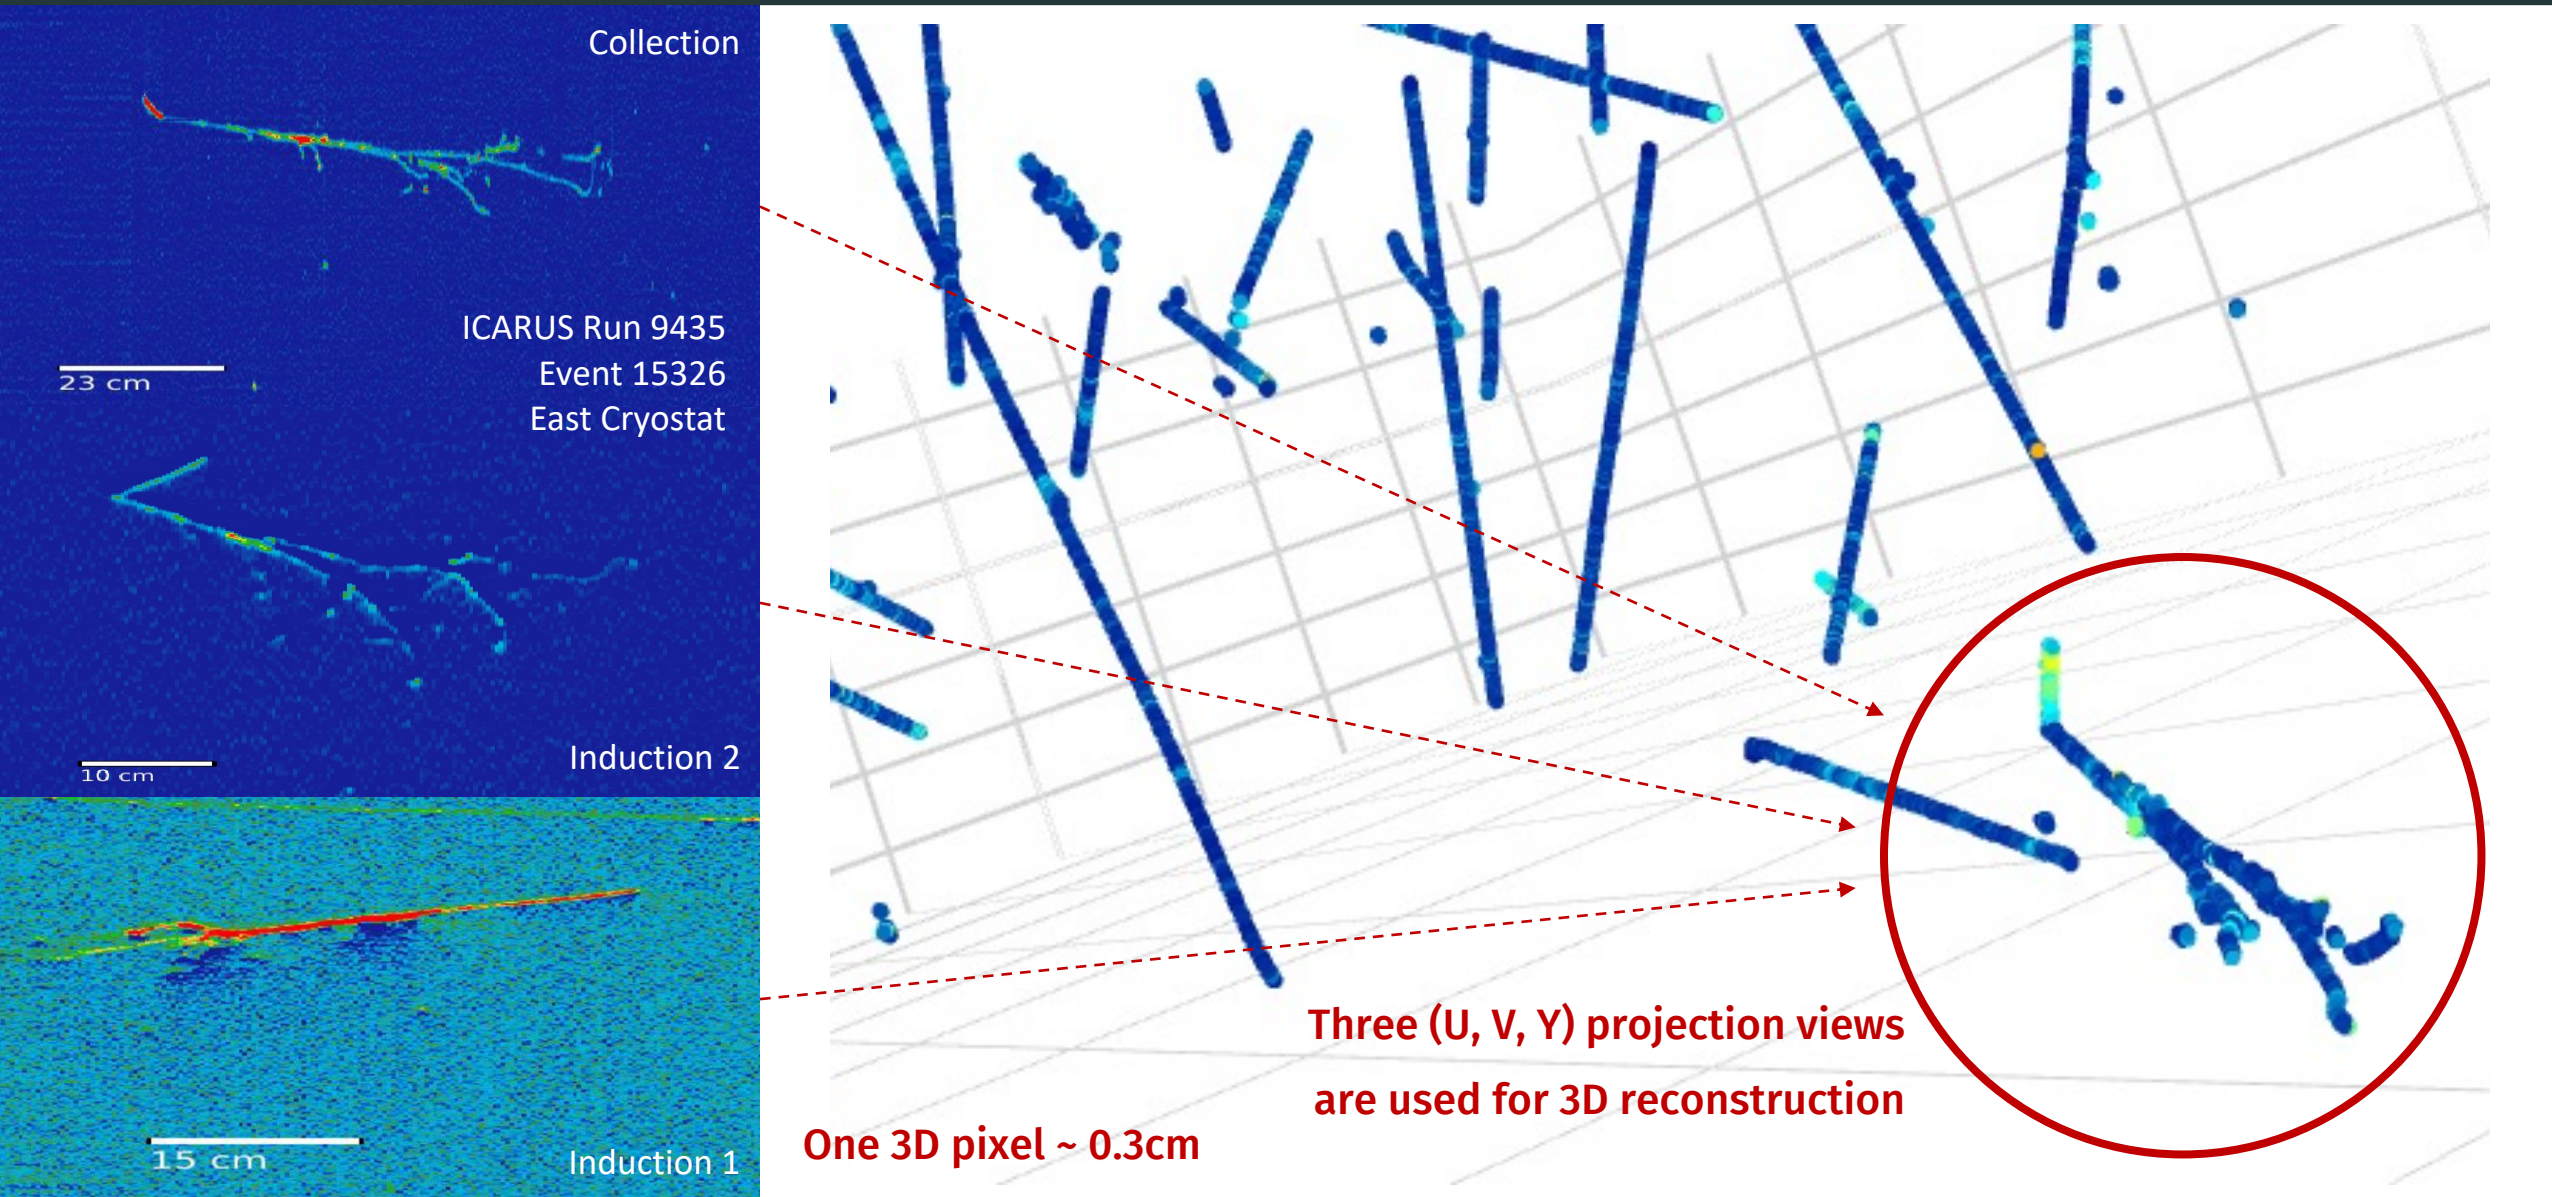 Collection
ICARUS Run 9435
Event 15326
East Cryostat
23 cm
Induction 2
10 cm
Induction 1
15 cm
Three (U, V, Y) projection views
are used for 3D reconstruction
One 3D pixel ~ 0.3cm